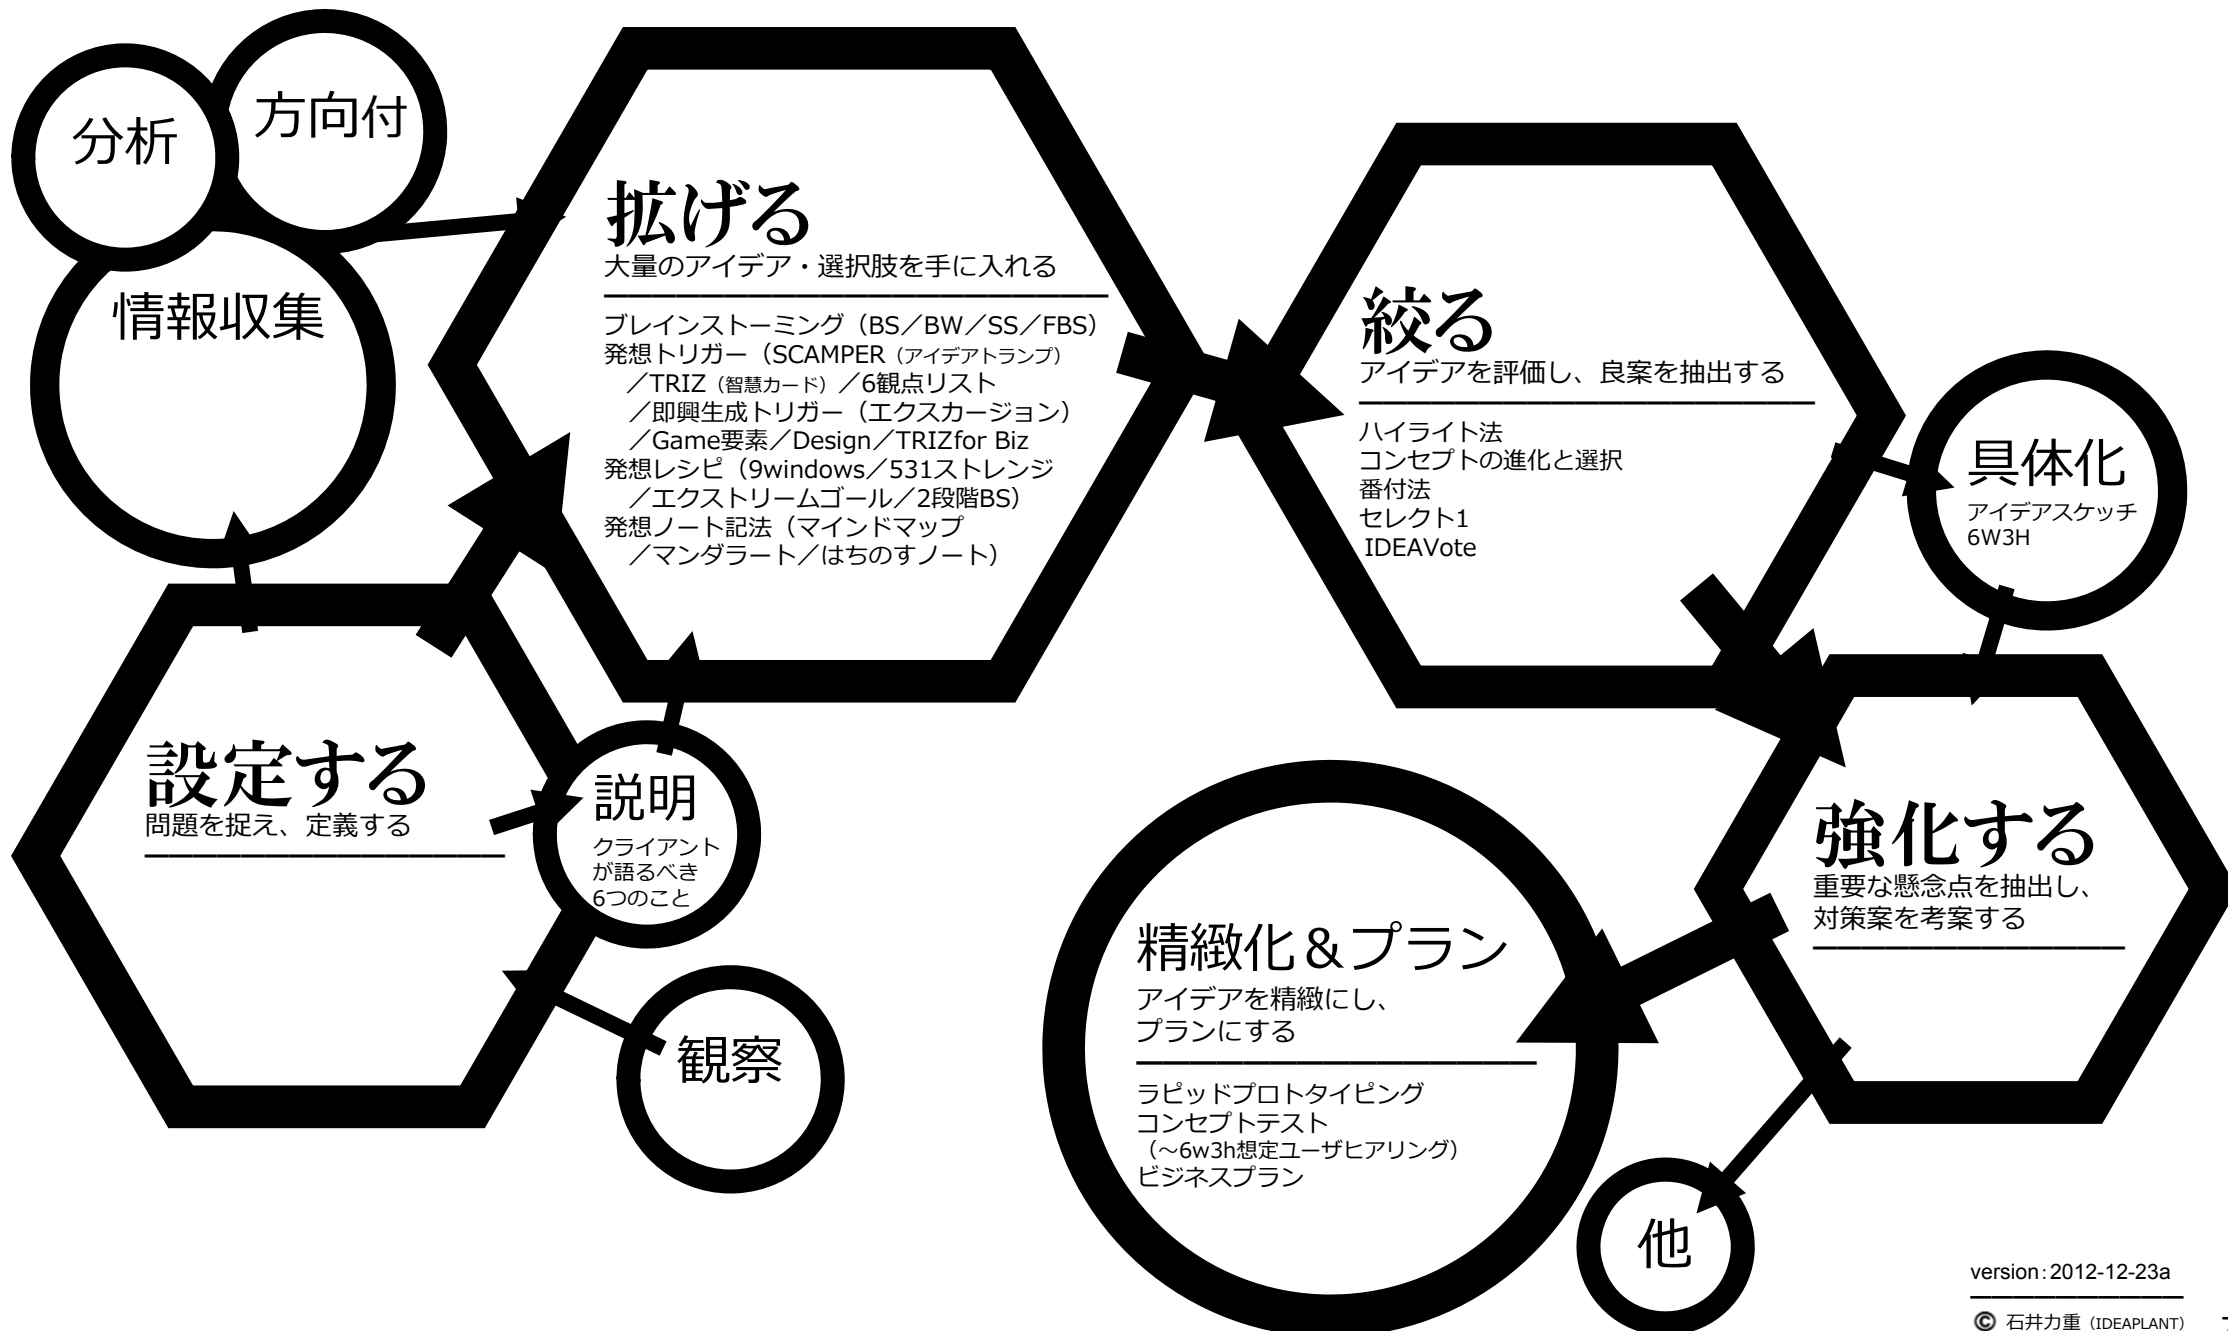 分析
方向付
情報収集
拡げる
大量のアイデア・選択肢を手に入れる
ブレインストーミング（BS／BW／SS／FBS）
発想トリガー（SCAMPER（アイデアトランプ）
／TRIZ（智慧カード）／6観点リスト
／即興生成トリガー（エクスカージョン）
／Game要素／Design／TRIZfor Biz
発想レシピ（9windows／531ストレンジ
／エクストリームゴール／2段階BS）
発想ノート記法（マインドマップ
／マンダラート／はちのすノート）
絞る
アイデアを評価し、良案を抽出する
ハイライト法
コンセプトの進化と選択
番付法
セレクト1
IDEAVote
具体化
アイデアスケッチ
6W3H
設定する
問題を捉え、定義する
説明
クライアント
が語るべき
6つのこと
観察
強化する
重要な懸念点を抽出し、
対策案を考案する
精緻化＆プラン
アイデアを精緻にし、
プランにする
ラピッドプロトタイピング
コンセプトテスト
（～6w3h想定ユーザヒアリング）
ビジネスプラン
他
version：2012-12-23a
© 石井力重（IDEAPLANT）